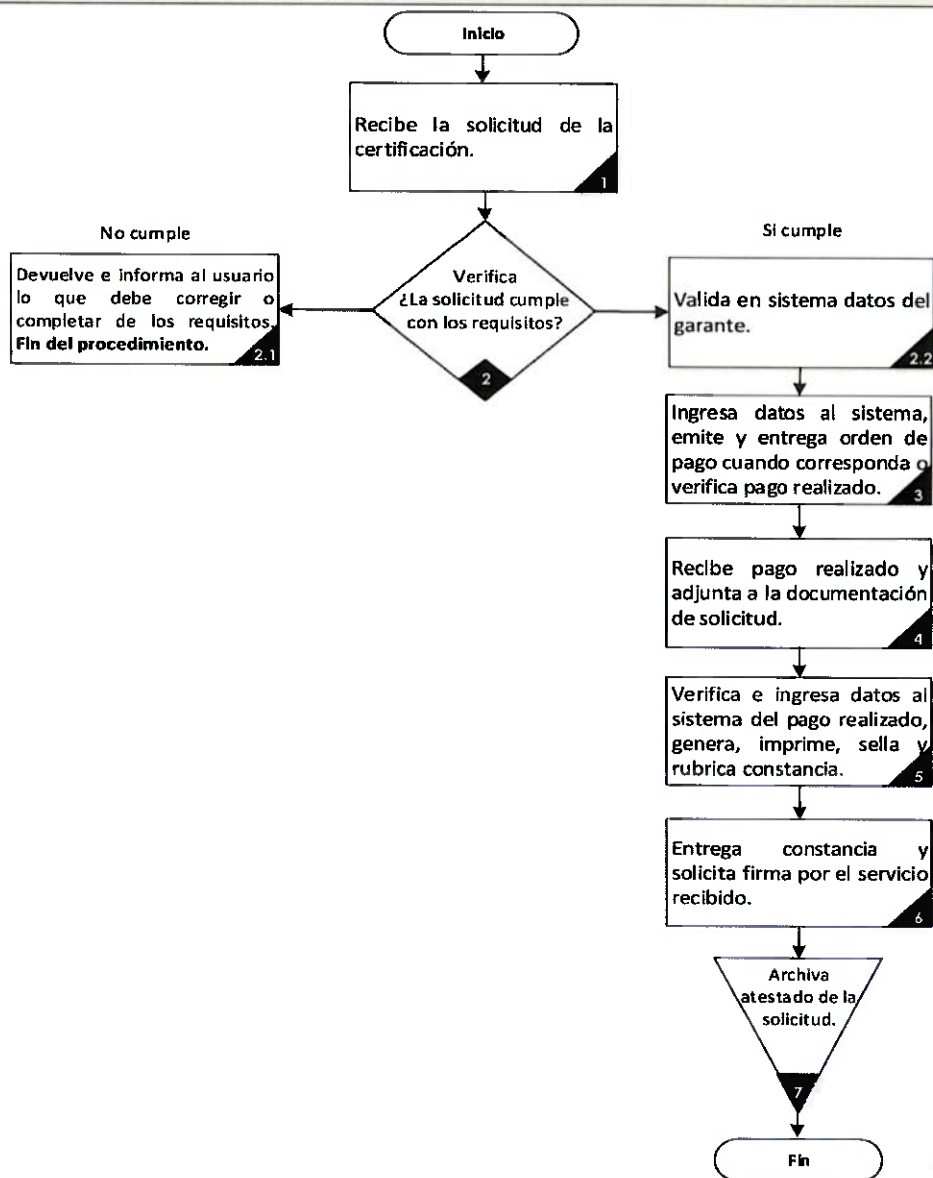 Inicio
Recibe la solicitud de la
certificación.
1
No cumple
Si cumple
Devuelve e informa al usuario
lo que debe corregir o
completar de los requisitos.
Fin del procedimiento.
2.1
Verifica
¿La solicitud cumple
con los requisitos?
2
Valida en sistema datos del
garante.
2.2
Ingresa datos al sistema,
emite y entrega orden de
pago cuando corresponda o
verifica pago realizado.
3
Recibe pago realizado y
adjunta a la documentación
de solicitud.
4
Verifica e ingresa datos al
sistema del pago realizado,
genera, imprime, sella y
rubrica constancia.
5
Entrega constancia y
solicita firma por el servicio
recibido.
6
Archiva
atestado de la
solicitud.
7
Fin